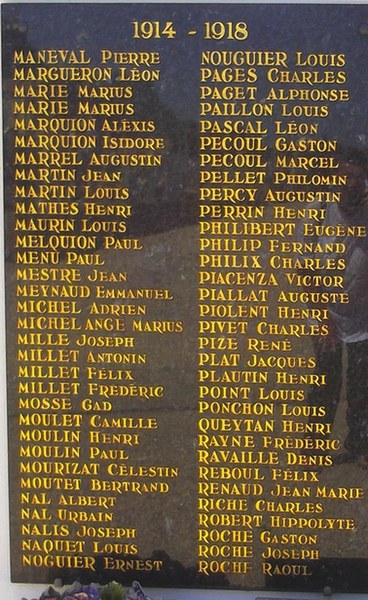 1914 - 1918
MANEVAL PIERRE
MARGUERON LÉON
MARIE MARIUS
MARIE MARIUS
MARQUION ALÉXIS
MARQUION ISIDORE
MARREL AUGUSTIN
MARTIN JEAN
MARTIN LOUIS
MATHES HENRI
MAURIN LOUIS
MELQUION PAUL
MENU PAUL
MESTRE JEAN
MEYNAUD EMMANUEL
MICHEL ADRIEN
MICHEL ANGE MARIUS
MILLE JOSEPH
MILLET ANTONIN
MILLET FÉLIX
MILLET FRÉDÉRIC
MOSSE GAD
MOULET CAMILLE
MOULIN HENRI
MOULIN PAUL
MOURIZAT CÉLESTIN
MOUTET BERTRAND
NAL ALBERT
NAL URBAIN
NALIS JOSEPH
NAQUET LOUIS
NOGUIER ERNEST
NOUGUIER LOUIS
PAGES CHARLES
PAGET ALPHONSE
PAILLON LOUIS
PASCAL LÉON
PECOUL GASTON
PECOUL MARCEL
PELLET PHILOMIN
PERCY AUGUSTIN
PERRIN HENRI
PHILIBERT EUGÈNE
PHILIP FERNAND
PHILIX CHARLES
PIACENZA VICTOR
PIALLAT AUGUSTE
PIOLENT HENRI
PIVET CHARLES
PIZE RENÉ
PLAT JACQUES
PLAUTIN HENRI
POINT LOUIS
PONCHON LOUIS
QUEYTAN HENRI
RAYNE FRÉDÉRIC
RAVAILLE DENIS
REBOUL FÉLIX
RENAUD JEAN MARIE
RICHE CHARLES
ROBERT HIPPOLYTE
ROCHE GASTON
ROCHE JOSEPH
ROCHE RAOUL